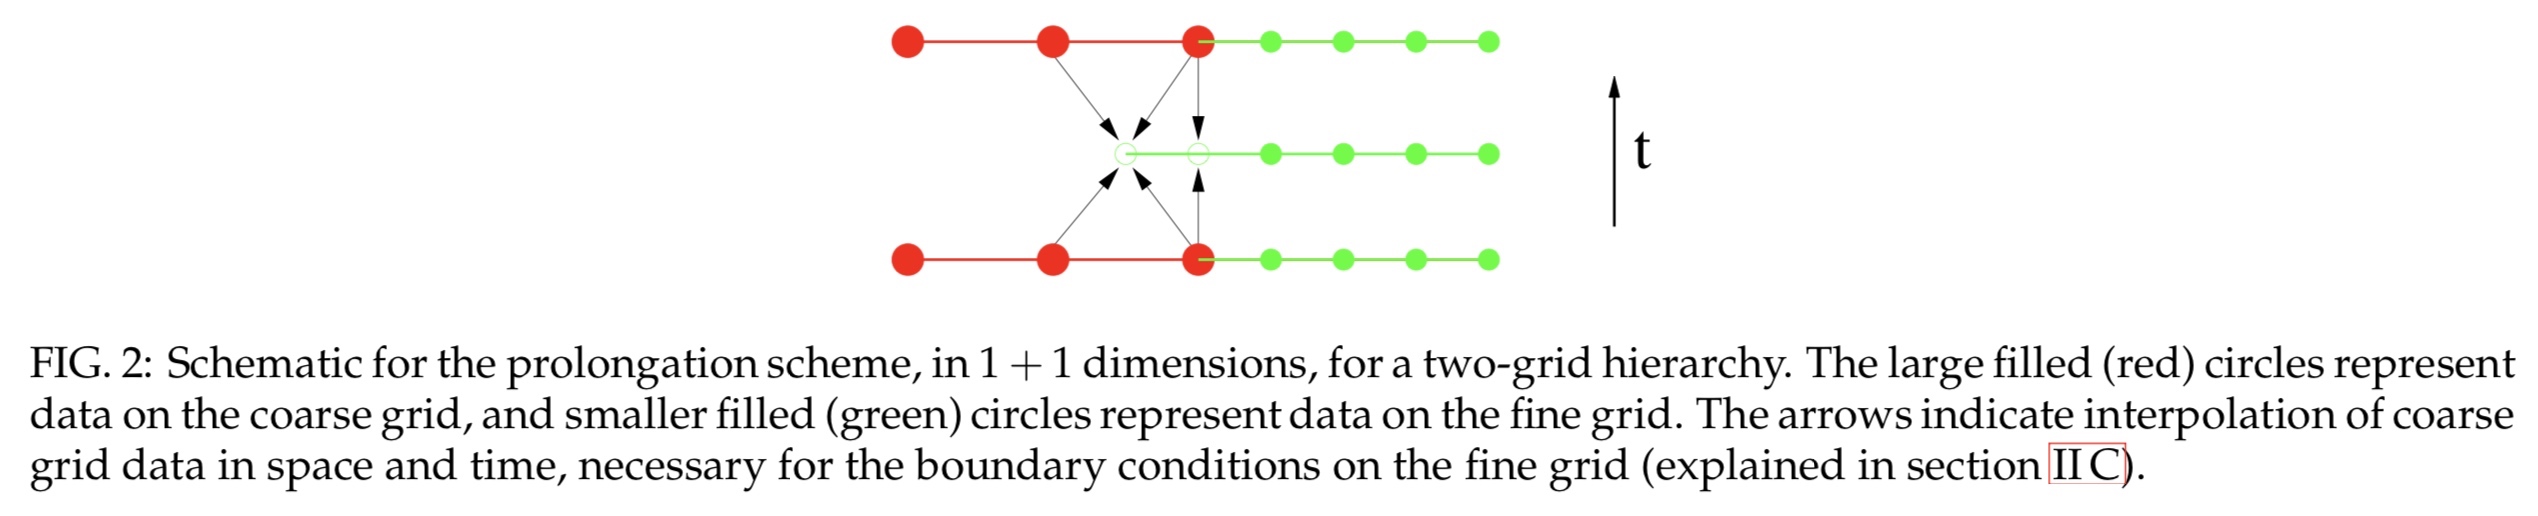 t
FIG. 2: Schematic for the prolongation scheme, in 1 + 1 dimensions, for a two-grid hierarchy. The large filled (red) circles represent
data on the coarse grid, and smaller filled (green) circles represent data on the fine grid. The arrows indicate interpolation of coarse
grid data in space and time, necessary for the boundary conditions on the fine grid (explained in section II C).